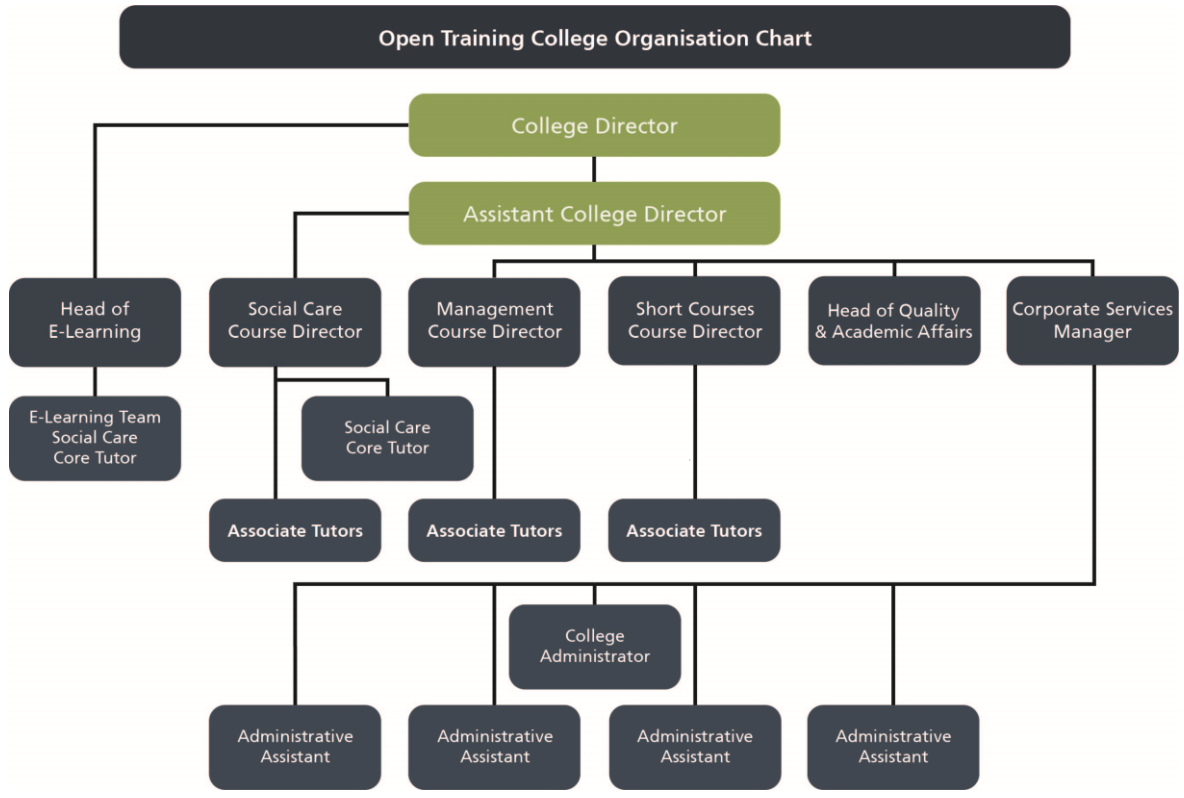 Open Training College Organisation Chart
College Director
Assistant College Director
Head of
E-Learning
Social Care
Course Director
Management
Course Director
Short Courses
Course Director
Head of Quality
& Academic Affairs
Corporate Services
Manager
E-Learning Team
Social Care
Core Tutor
Social Care
Core Tutor
Associate Tutors
Associate Tutors
Associate Tutors
College
Administrator
Administrative
Assistant
Administrative
Assistant
Administrative
Assistant
Administrative
Assistant